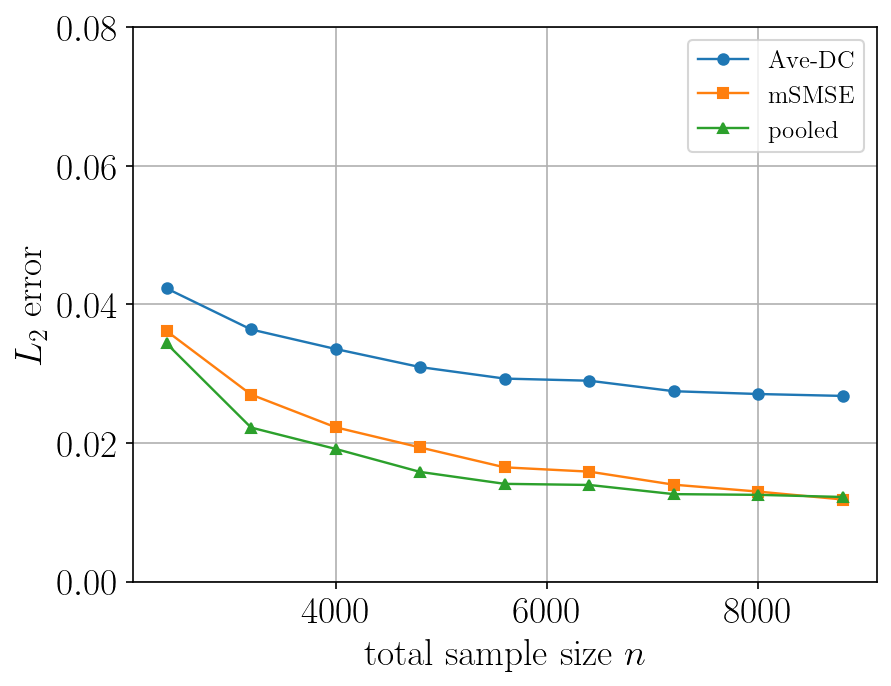 0.08
0.06
0.04
0.02
0.00
L₂ error
Ave-DC
mSMSE
pooled
4000 6000 8000
total sample size n